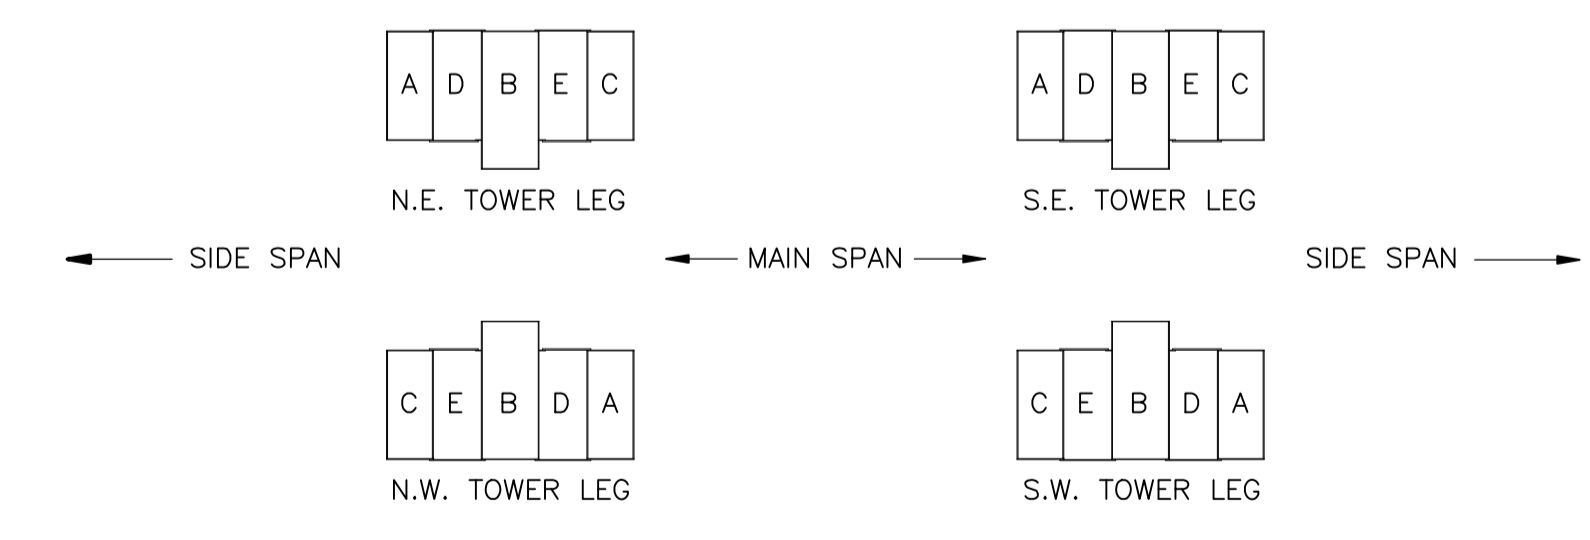 A D B E C A D B E C
N.E. TOWER LEG S.E. TOWER LEG
SIDE SPAN MAIN SPAN SIDE SPAN
C E B D A C E B D A
N.W. TOWER LEG S.W. TOWER LEG